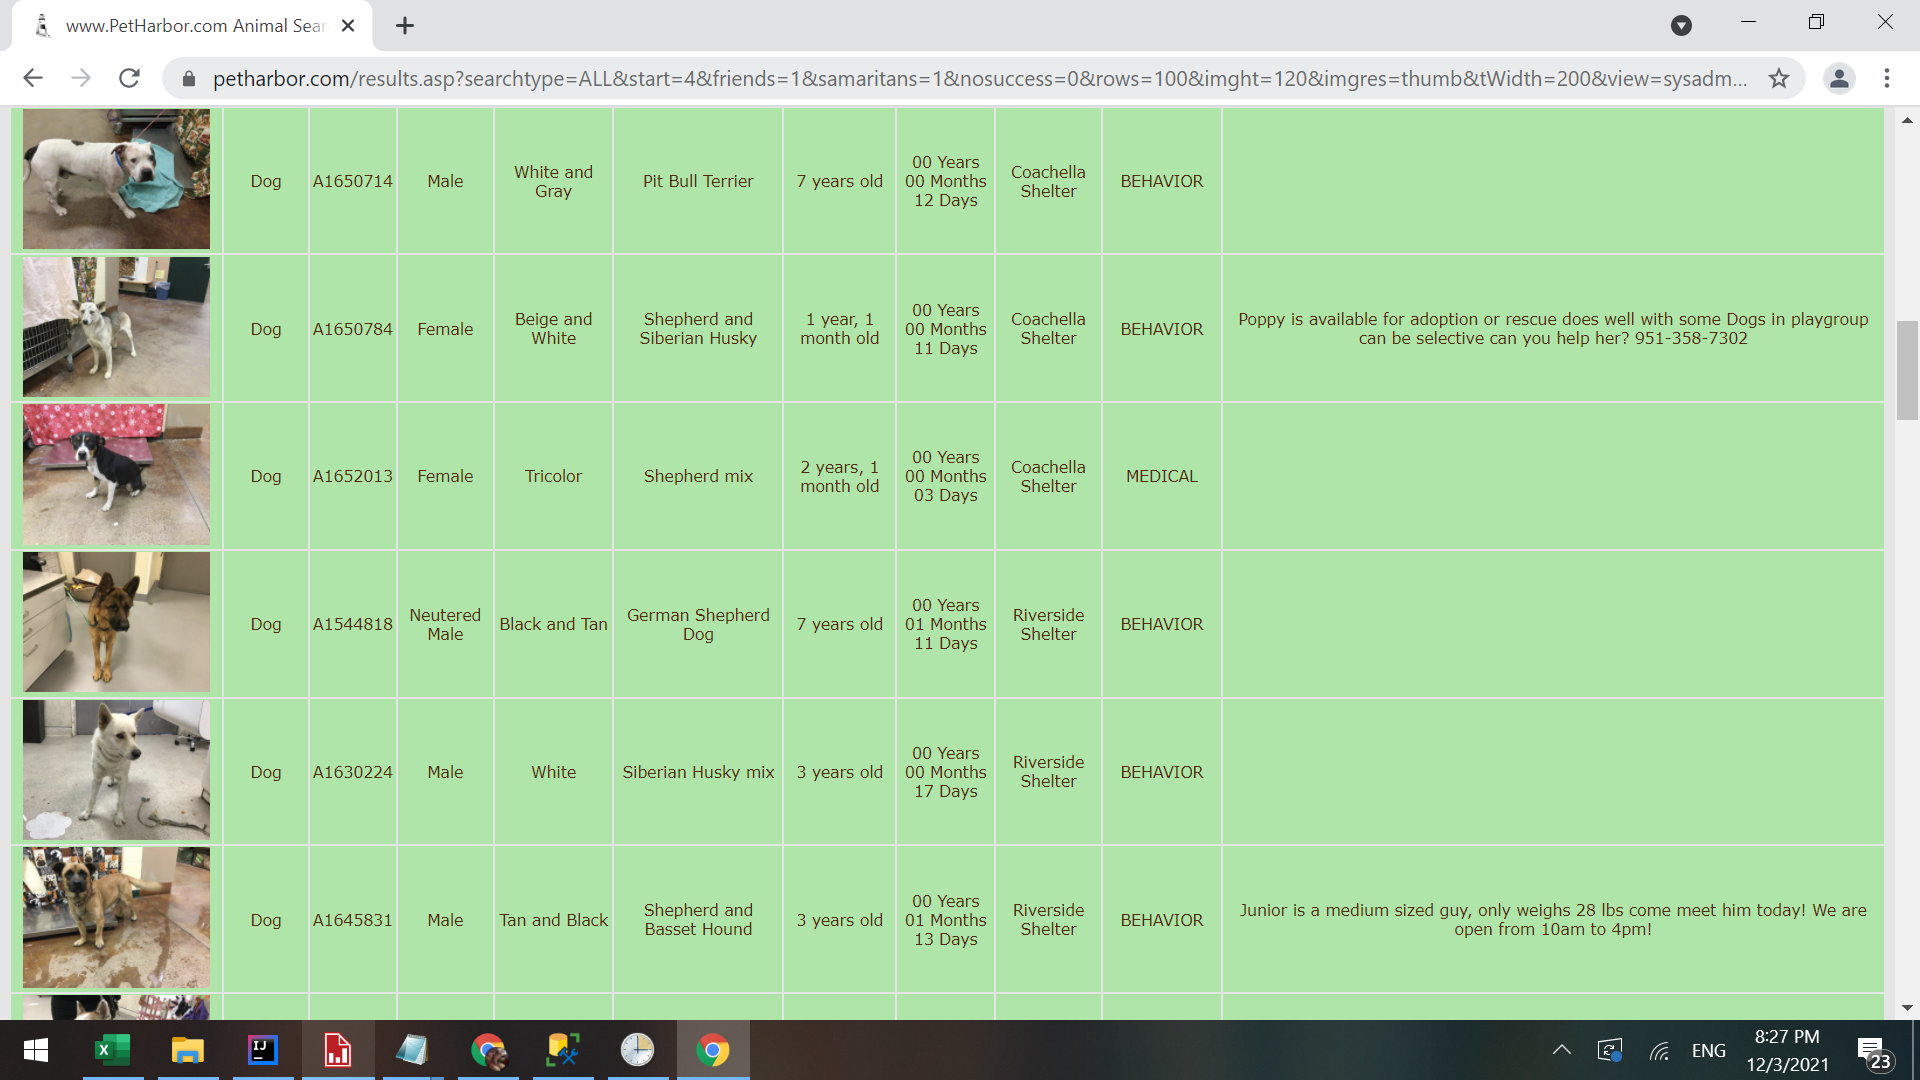 www.PetHarbor.com Animal Sear
petharbor.com/results.asp?searchtype=ALL&start=4&friends=1&samaritans=1&nosuccess=0&rows=100&imght=120&imgres=thumb&tWidth=200&view=sysadm...
Dog
A1650714
Male
White and
Gray
Pit Bull Terrier
7 years old
00 Years
00 Months
12 Days
Coachella
Shelter
BEHAVIOR
Dog
A1650784
Female
Beige and
White
Shepherd and
Siberian Husky
1 year, 1
month old
00 Years
00 Months
11 Days
Coachella
Shelter
BEHAVIOR
Poppy is available for adoption or rescue does well with some Dogs in playgroup
can be selective can you help her? 951-358-7302
Dog
A1652013
Female
Tricolor
Shepherd mix
2 years, 1
month old
00 Years
00 Months
03 Days
Coachella
Shelter
MEDICAL
Dog
A1544818
Neutered
Male
Black and Tan
German Shepherd
Dog
7 years old
00 Years
01 Months
11 Days
Riverside
Shelter
BEHAVIOR
Dog
A1630224
Male
White
Siberian Husky mix
3 years old
00 Years
00 Months
17 Days
Riverside
Shelter
BEHAVIOR
Dog
A1645831
Male
Tan and Black
Shepherd and
Basset Hound
3 years old
00 Years
01 Months
13 Days
Riverside
Shelter
BEHAVIOR
Junior is a medium sized guy, only weighs 28 lbs come meet him today! We are
open from 10am to 4pm!
X
IJ
ENG
8:27 PM
12/3/2021
23